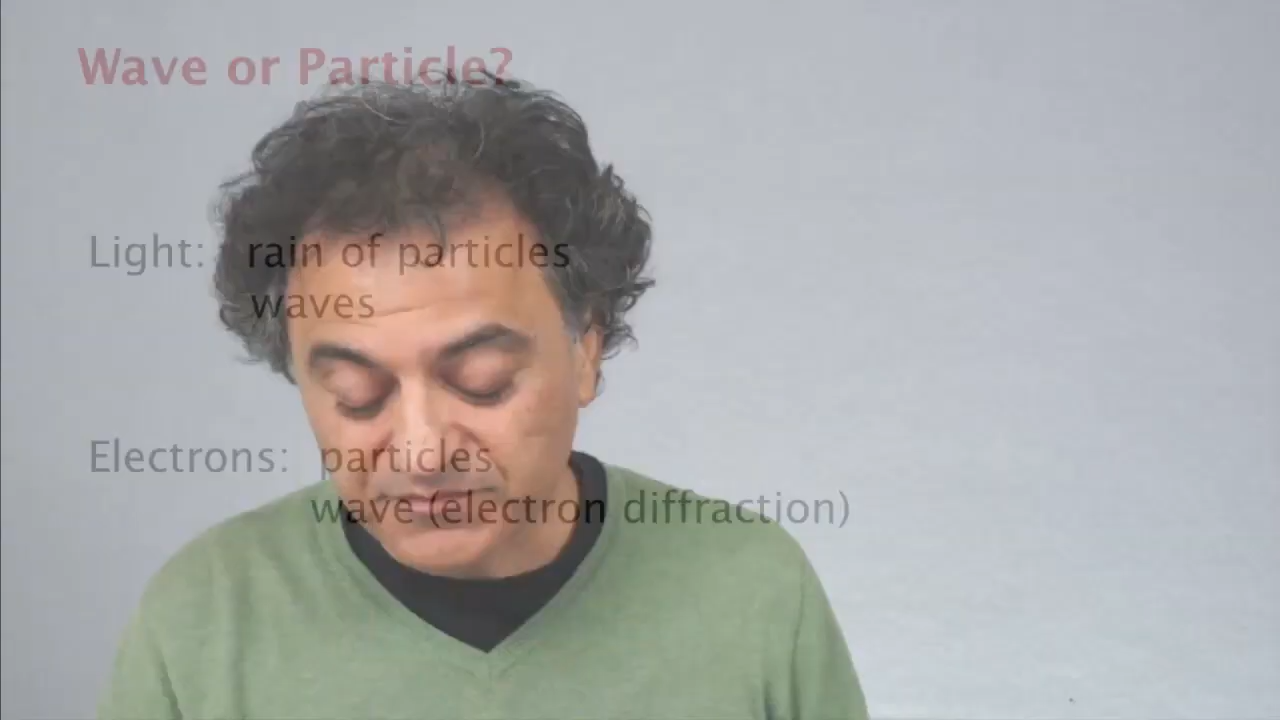 Wave or Particle?
Light: rain of particles
waves
Electrons: particles
wave (electron diffraction)